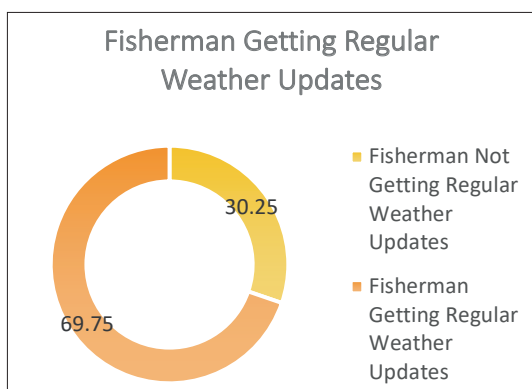 Fisherman Getting Regular
Weather Updates
30.25
69.75
Fisherman Not
Getting Regular
Weather
Updates
Fisherman
Getting Regular
Weather
Updates